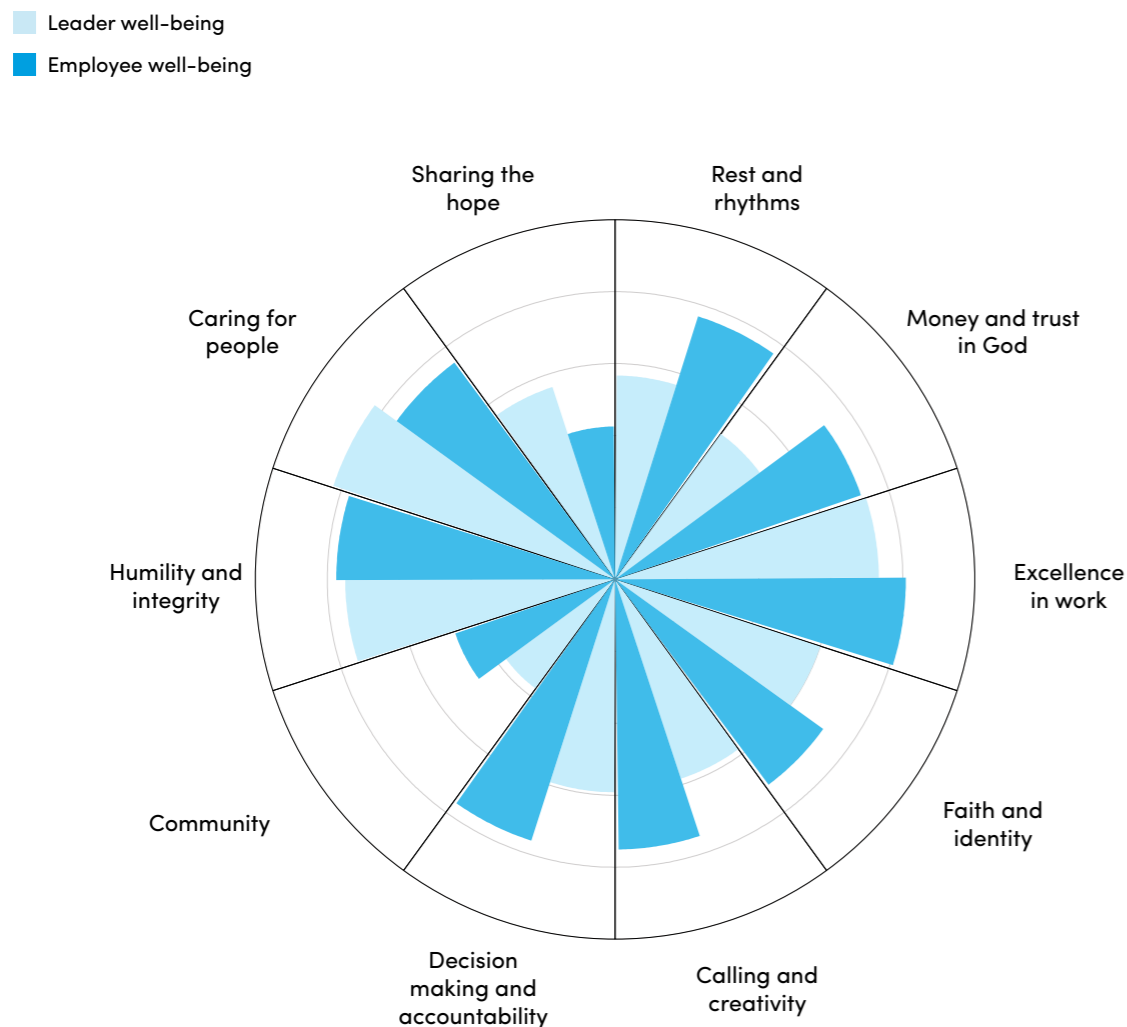 Leader well-being
Employee well-being
Sharing the
hope
Rest and
rhythms
Caring for
people
Money and trust
in God
Humility and
integrity
Excellence
in work
Community
Faith and
identity
Decision
making and
accountability
Calling and
creativity